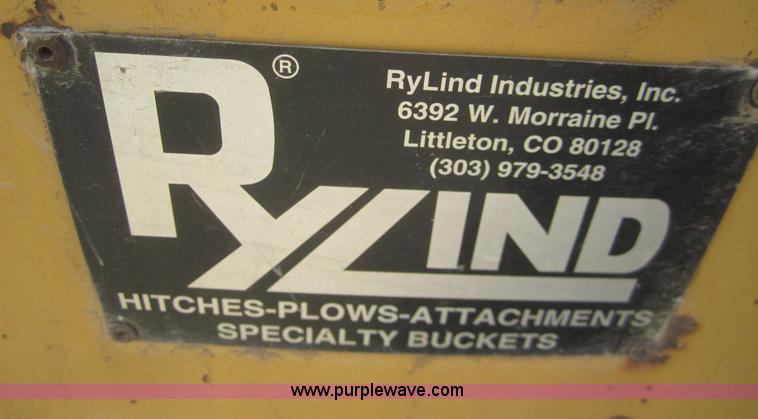 RYLIND®
RyLind Industries, Inc.
6392 W. Morraine Pl.
Littleton, CO 80128
(303) 979-3548
HITCHES-PLOWS-ATTACHMENTS
SPECIALTY BUCKETS
www.purplewave.com